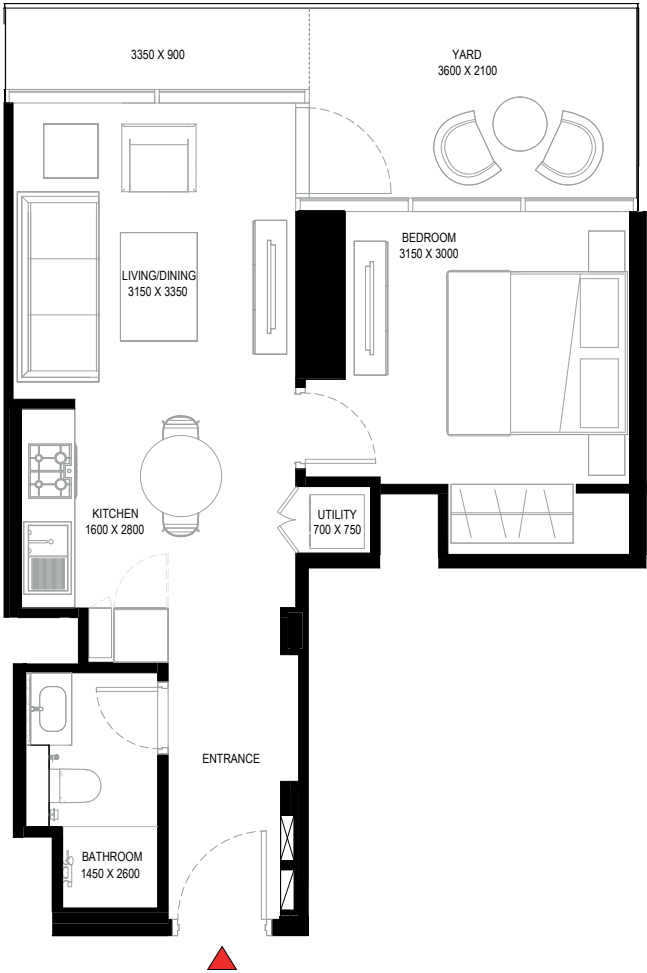 3350 X 900
YARD
3600 X 2100
BEDROOM
3150 X 3000
LIVING/DINING
3150 X 3350
KITCHEN
1600 X 2800
UTILITY
700 X 750
ENTRANCE
BATHROOM
1450 X 2600